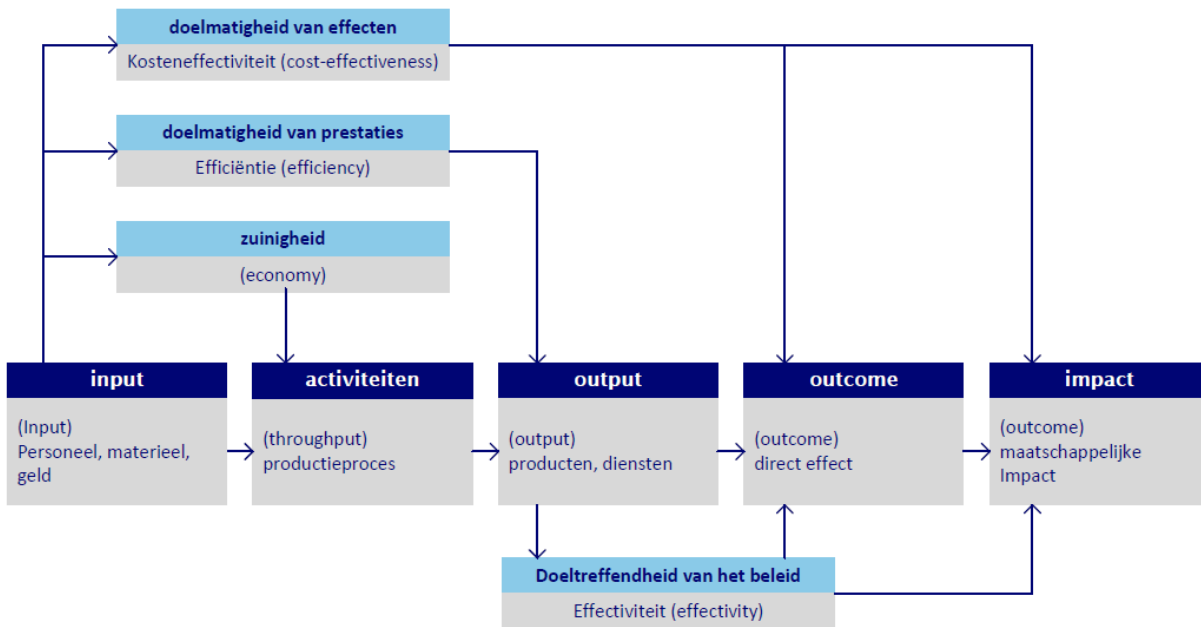 doelmatigheid van effecten
Kosteneffectiviteit (cost-effectiveness)
doelmatigheid van prestaties
Efficiëntie (efficiency)
zuinigheid
(economy)
input
(Input)
Personeel, materieel,
geld
activiteiten
(throughput)
productieproces
output
(output)
producten, diensten
outcome
(outcome)
direct effect
impact
(outcome)
maatschappelijke
Impact
Doeltreffendheid van het beleid
Effectiviteit (effectivity)